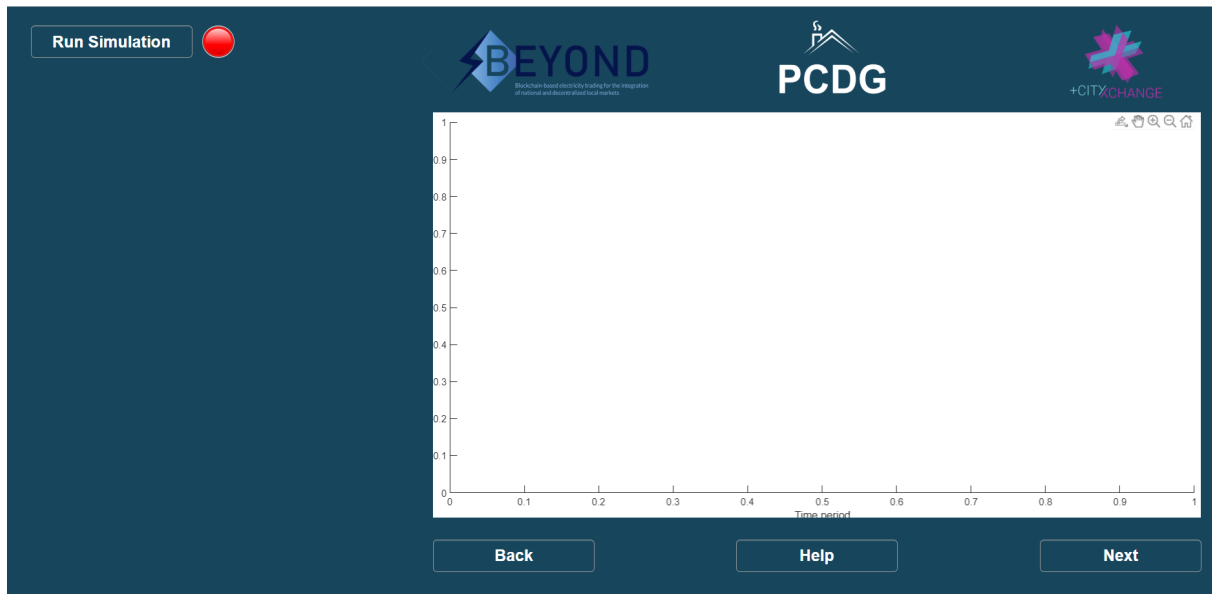 Run Simulation
BEYOND
Blockchain-based electricity trading for the integration
of national and decentralized local markets
PCDG
+CITYXCHANGE
1
0.9
0.8
0.7
0.6
0.5
0.4
0.3
0.2
0.1
0
0 0.1 0.2 0.3 0.4 0.5 0.6 0.7 0.8 0.9 1
Time period
Back
Help
Next